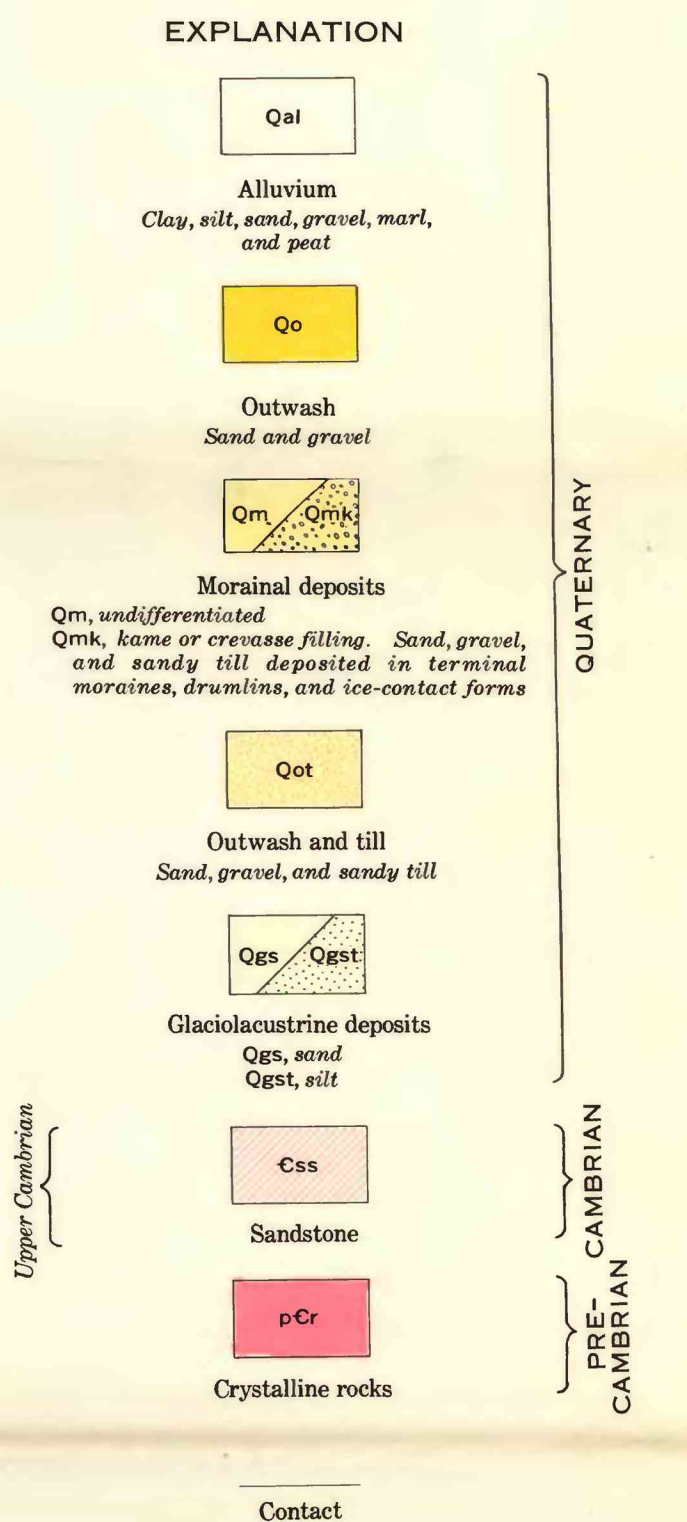 EXPLANATION
Qal
Alluvium
Clay, silt, sand, gravel, marl,
and peat
Qo
Outwash
Sand and gravel
Qm Qmk
Morainal deposits
Qm, undifferentiated
Qmk, kame or crevasse filling. Sand, gravel,
and sandy till deposited in terminal
moraines, drumlins, and ice-contact forms
Qot
Outwash and till
Sand, gravel, and sandy till
Qgs Qgst
Glaciolacustrine deposits
Qgs, sand
Qgst, silt
QUATERNARY
Upper Cambrian
Єss
Sandstone
CAMBRIAN
pЄr
Crystalline rocks
PRE-
CAMBRIAN
Contact